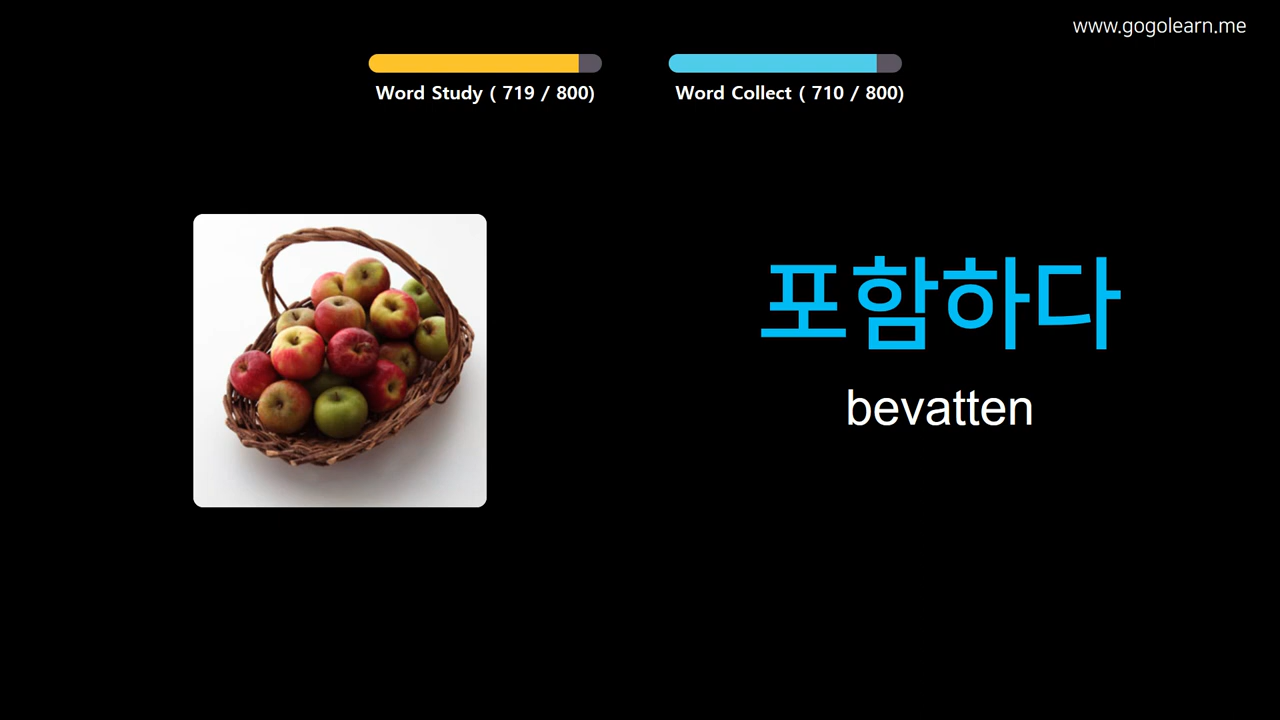 www.gogolearn.me
Word Study ( 719 / 800)
Word Collect ( 710 / 800)
포함하다
bevatten